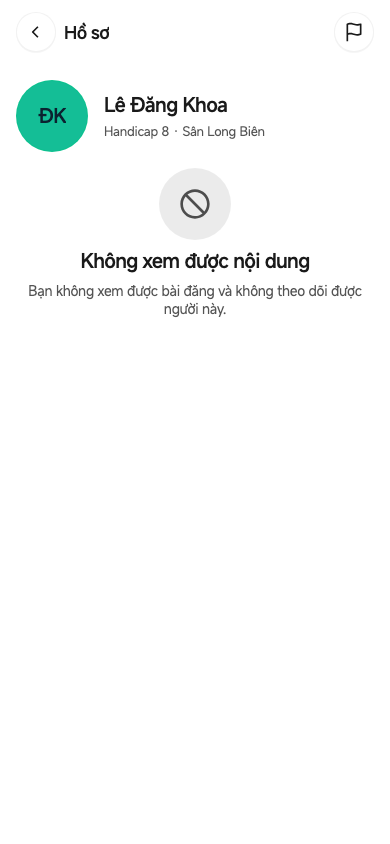 Hồ sơ
ĐK
Lê Đăng Khoa
Handicap 8 · Sân Long Biên
Không xem được nội dung
Bạn không xem được bài đăng và không theo dõi được
người này.